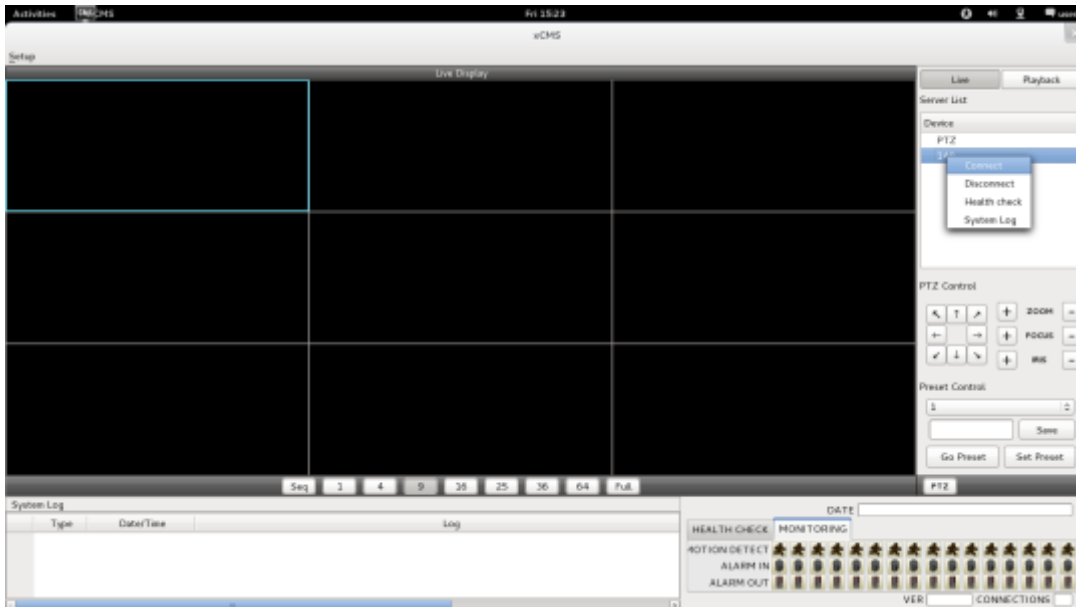 Activities CMS Fri 15:23 user
xCMS
Setup
Live Display
Live Playback
Server List
Device
PTZ
Connect
Disconnect
Health check
System Log
PTZ Control
ZOOM
FOCUS
IRIS
Preset Control
1
Save
Go Preset Set Preset
Seq 1 4 9 16 25 36 64 Full PTZ
System Log
Type Date/Time Log
DATE
HEALTH CHECK MONITORING
MOTION DETECT
ALARM IN
ALARM OUT
VER CONNECTIONS